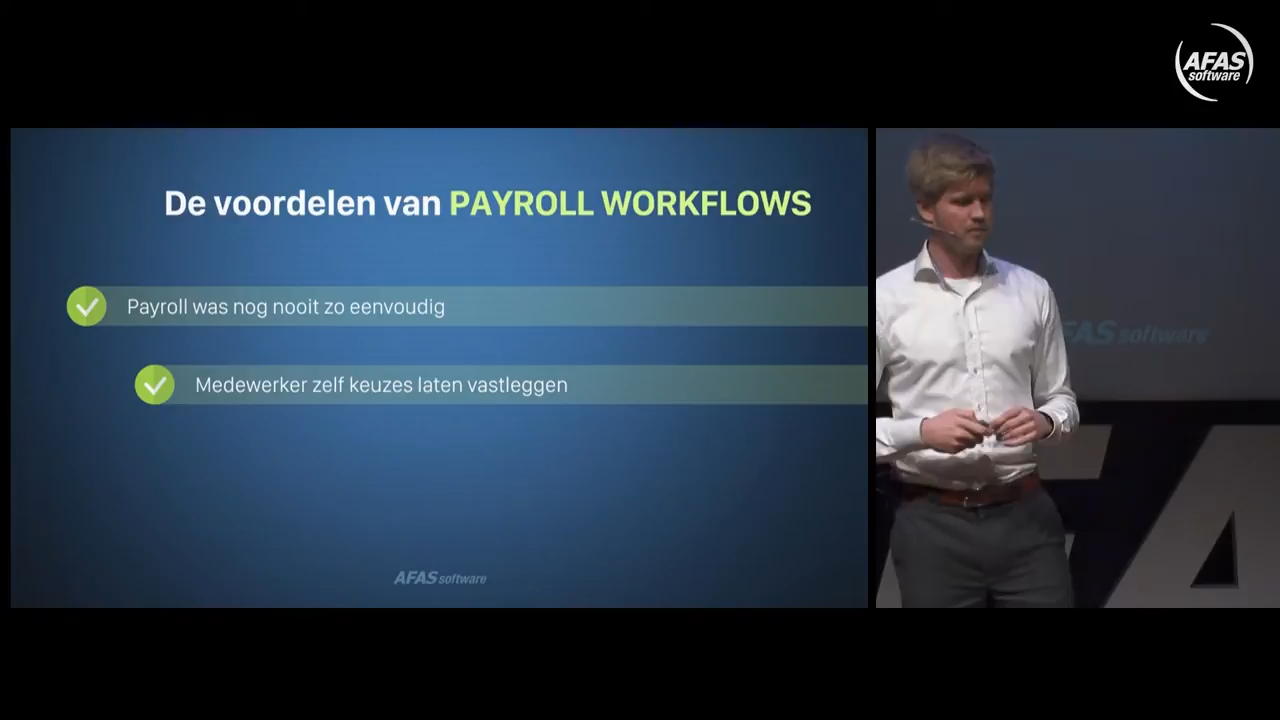 AFAS
software
De voordelen van PAYROLL WORKFLOWS
Payroll was nog nooit zo eenvoudig
Medewerker zelf keuzes laten vastleggen
AFAS software
AFAS software